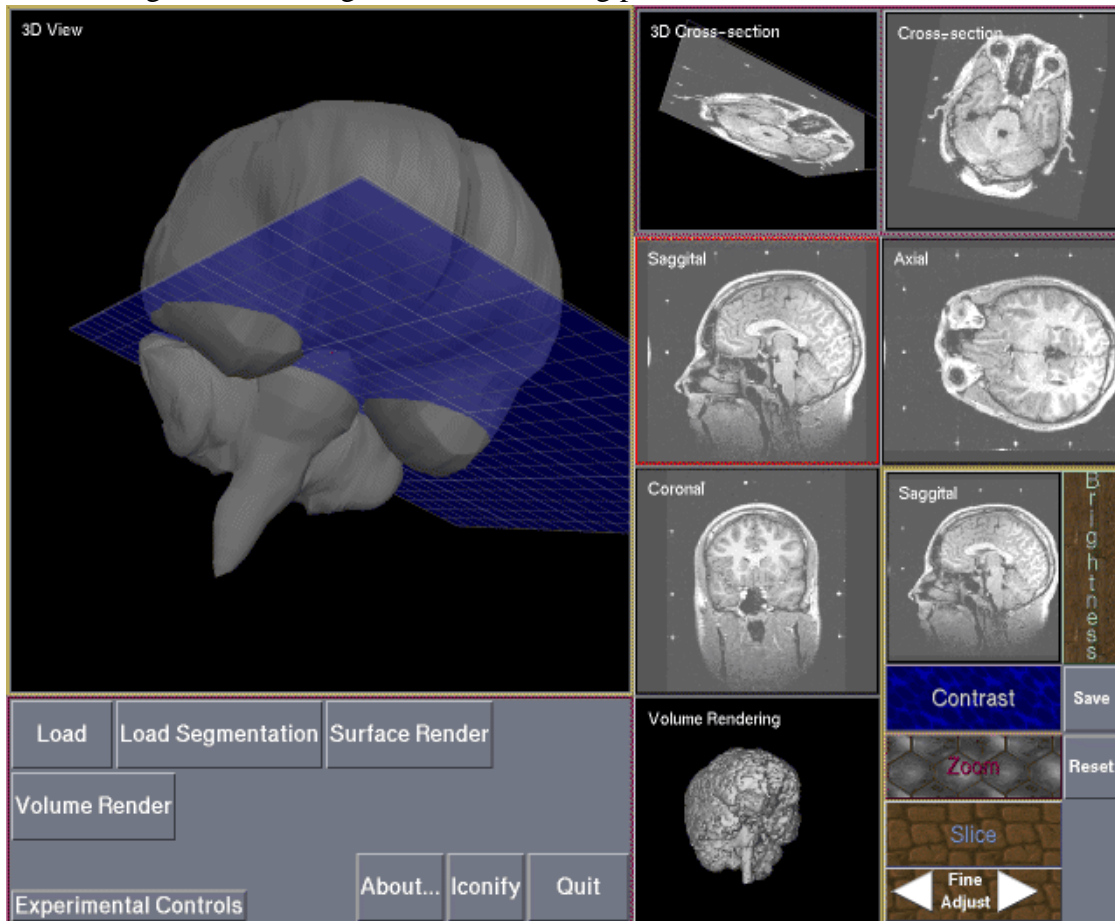 3D View
3D Cross-section
Cross-section
Saggital
Axial
Coronal
Saggital
Brightness
Contrast
Save
Zoom
Reset
Slice
Fine
Adjust
Volume Rendering
Load
Load Segmentation
Surface Render
Volume Render
About...
Iconify
Quit
Experimental Controls